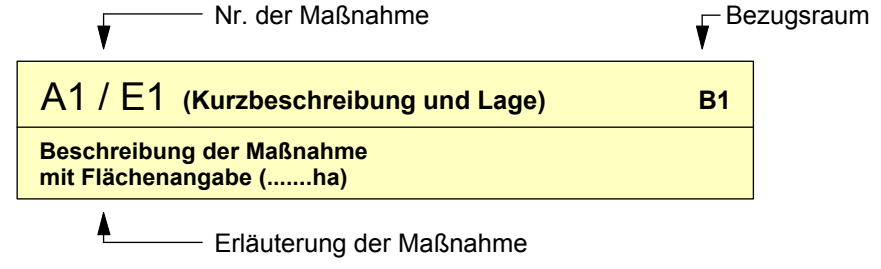 Nr. der Maßnahme
Bezugsraum
A1 / E1 (Kurzbeschreibung und Lage) B1
Beschreibung der Maßnahme
mit Flächenangabe (.......ha)
Erläuterung der Maßnahme